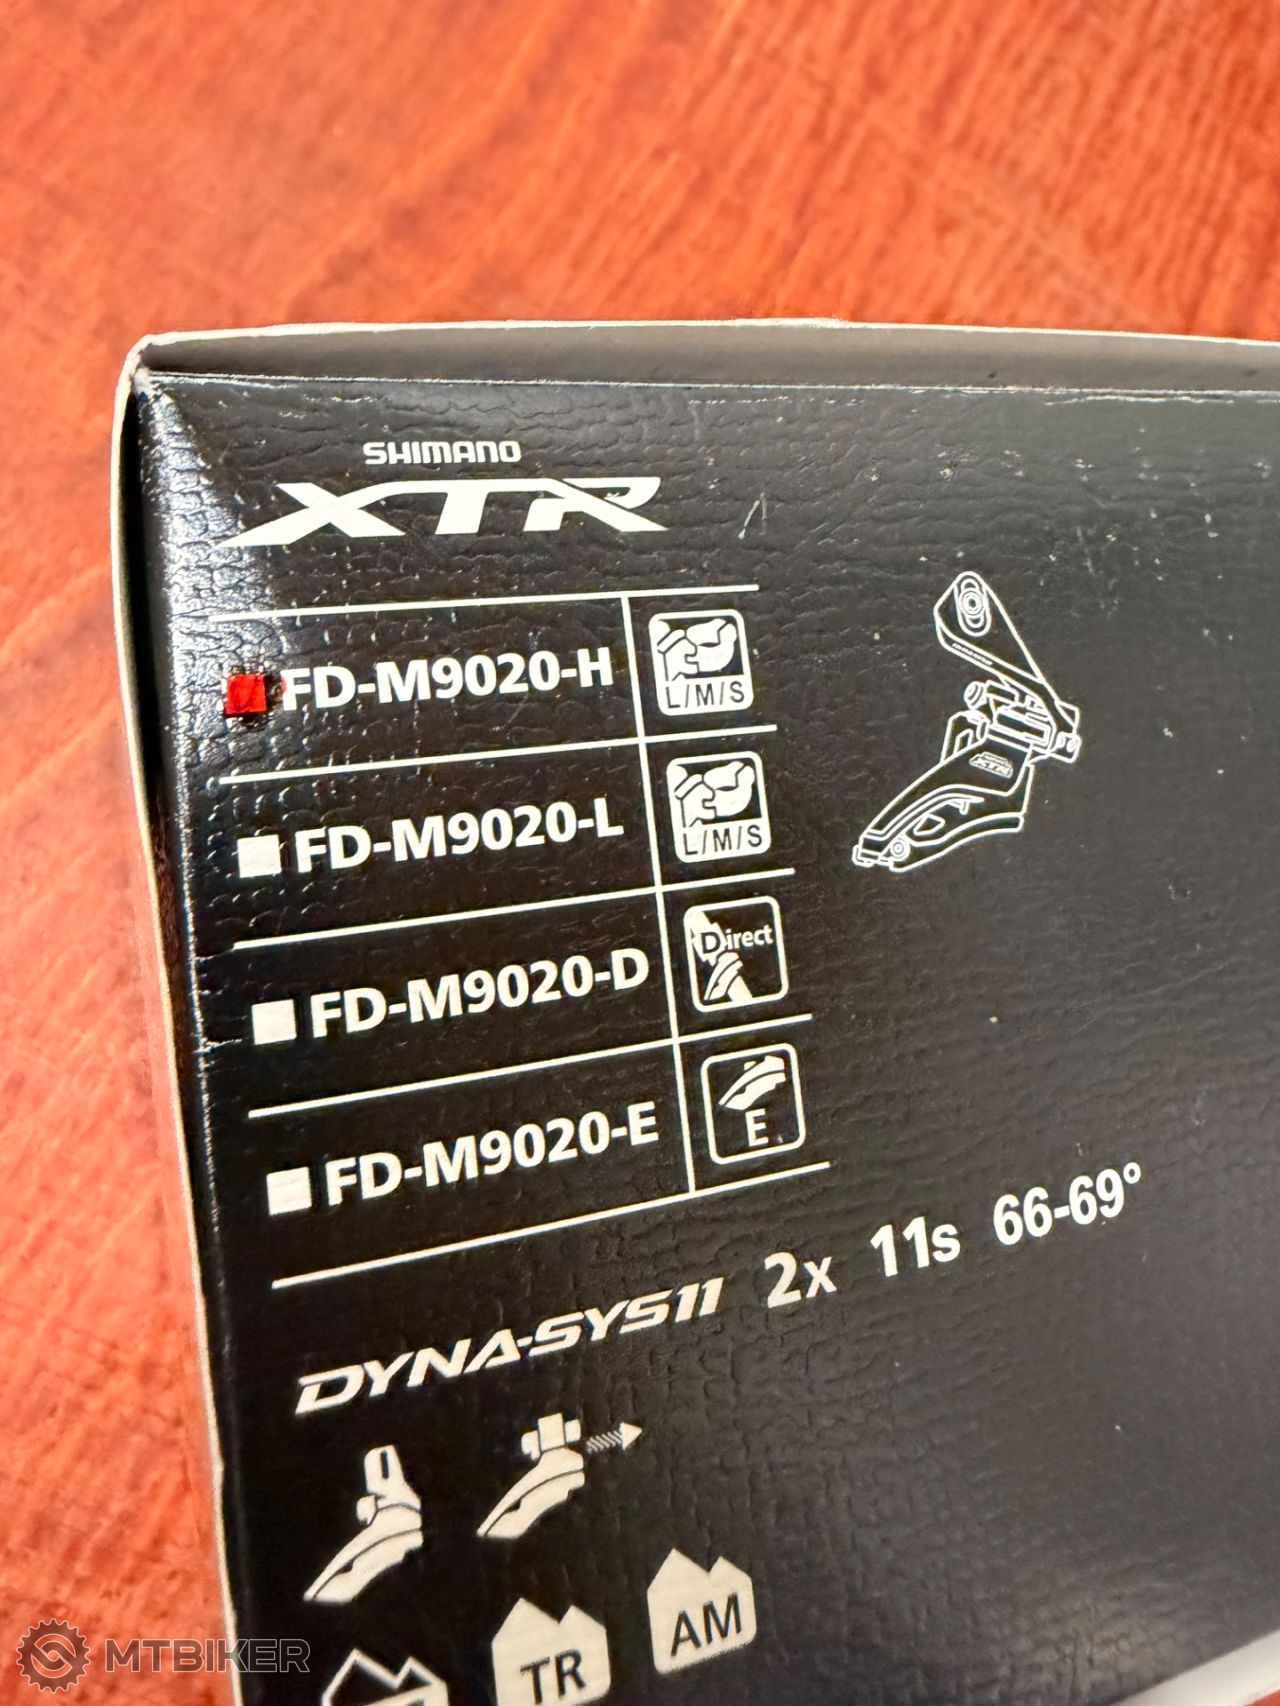 SHIMANO
XTR
FD-M9020-H
L/M/S
FD-M9020-L
L/M/S
FD-M9020-D
Direct
FD-M9020-E
E
XTR
DYNA-SYS11 2x 11s 66-69°
TR
AM
MTBIKER